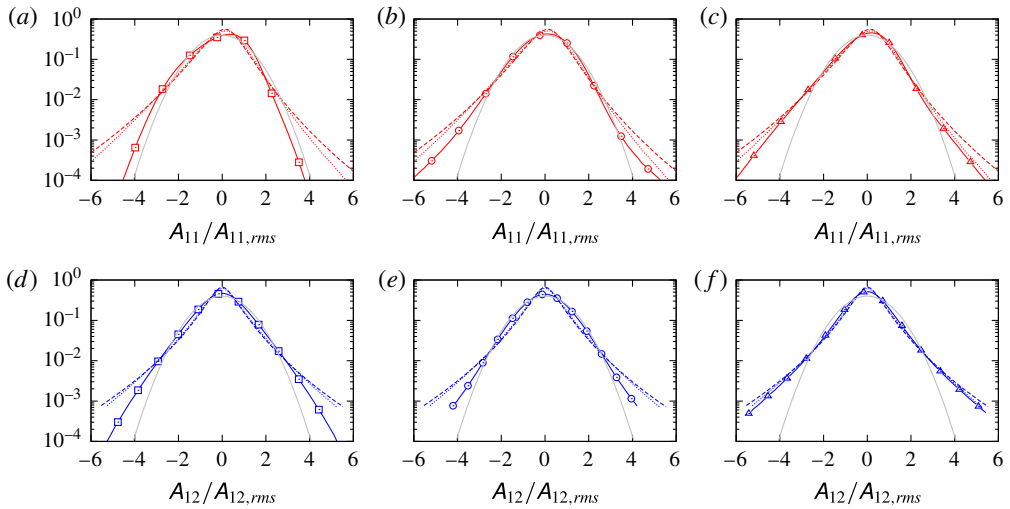 (a) (b) (c)
10⁰
10⁻¹
10⁻²
10⁻³
10⁻⁴
−6 −4 −2 0 2 4 6 −6 −4 −2 0 2 4 6 −6 −4 −2 0 2 4 6
A₁₁/A₁₁,rms A₁₁/A₁₁,rms A₁₁/A₁₁,rms
(d) (e) (f)
10⁰
10⁻¹
10⁻²
10⁻³
10⁻⁴
−6 −4 −2 0 2 4 6 −6 −4 −2 0 2 4 6 −6 −4 −2 0 2 4 6
A₁₂/A₁₂,rms A₁₂/A₁₂,rms A₁₂/A₁₂,rms